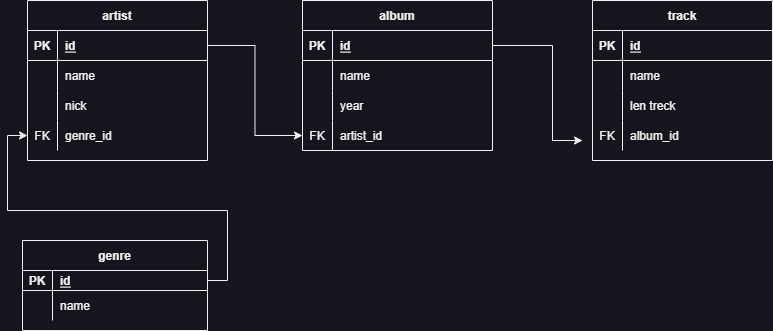 artist
PK id
name
nick
FK genre_id
album
PK id
name
year
FK artist_id
track
PK id
name
len treck
FK album_id
genre
PK id
name